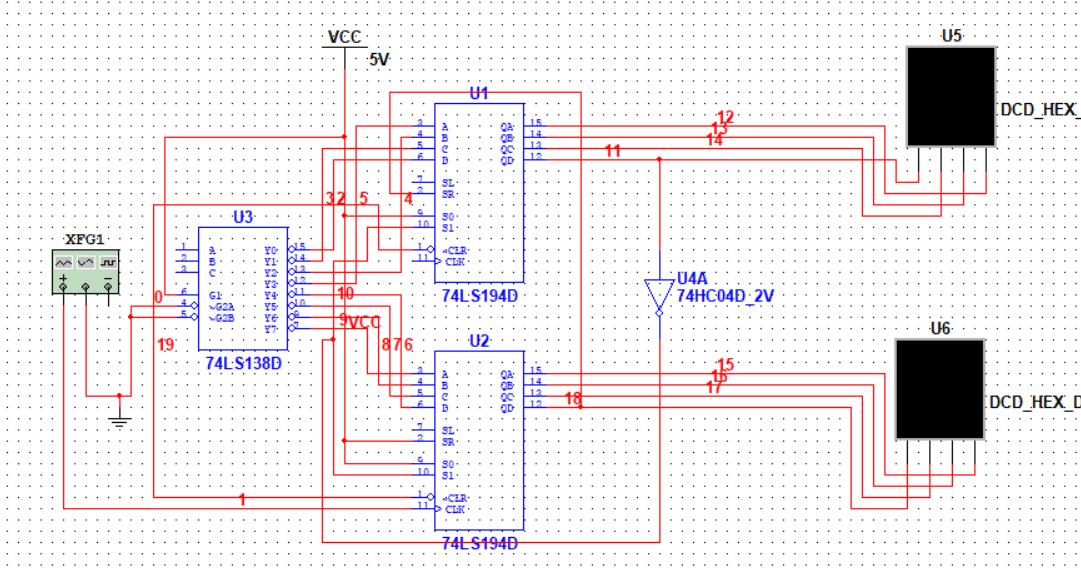 VCC
5V
U1
U5
DCD_HEX_
A
B
C
D
SL
SR
S0
S1
~CLR
CLK
QA
QB
QC
QD
3
4
5
6
7
2
9
10
1
11
15
14
13
12
12
13
14
11
74LS194D
3
2
5
4
U3
XFG1
A
B
C
G1
~G2A
~G2B
1
2
3
6
4
5
Y0
Y1
Y2
Y3
Y4
Y5
Y6
Y7
15
14
13
12
11
10
9
7
74LS138D
0
19
10
9
VCC
8
7
6
U4A
74HC04D_2V
U2
A
B
C
D
SL
SR
S0
S1
~CLR
CLK
QA
QB
QC
QD
3
4
5
6
7
2
9
10
1
11
15
14
13
12
15
16
17
18
1
74LS194D
U6
DCD_HEX_D